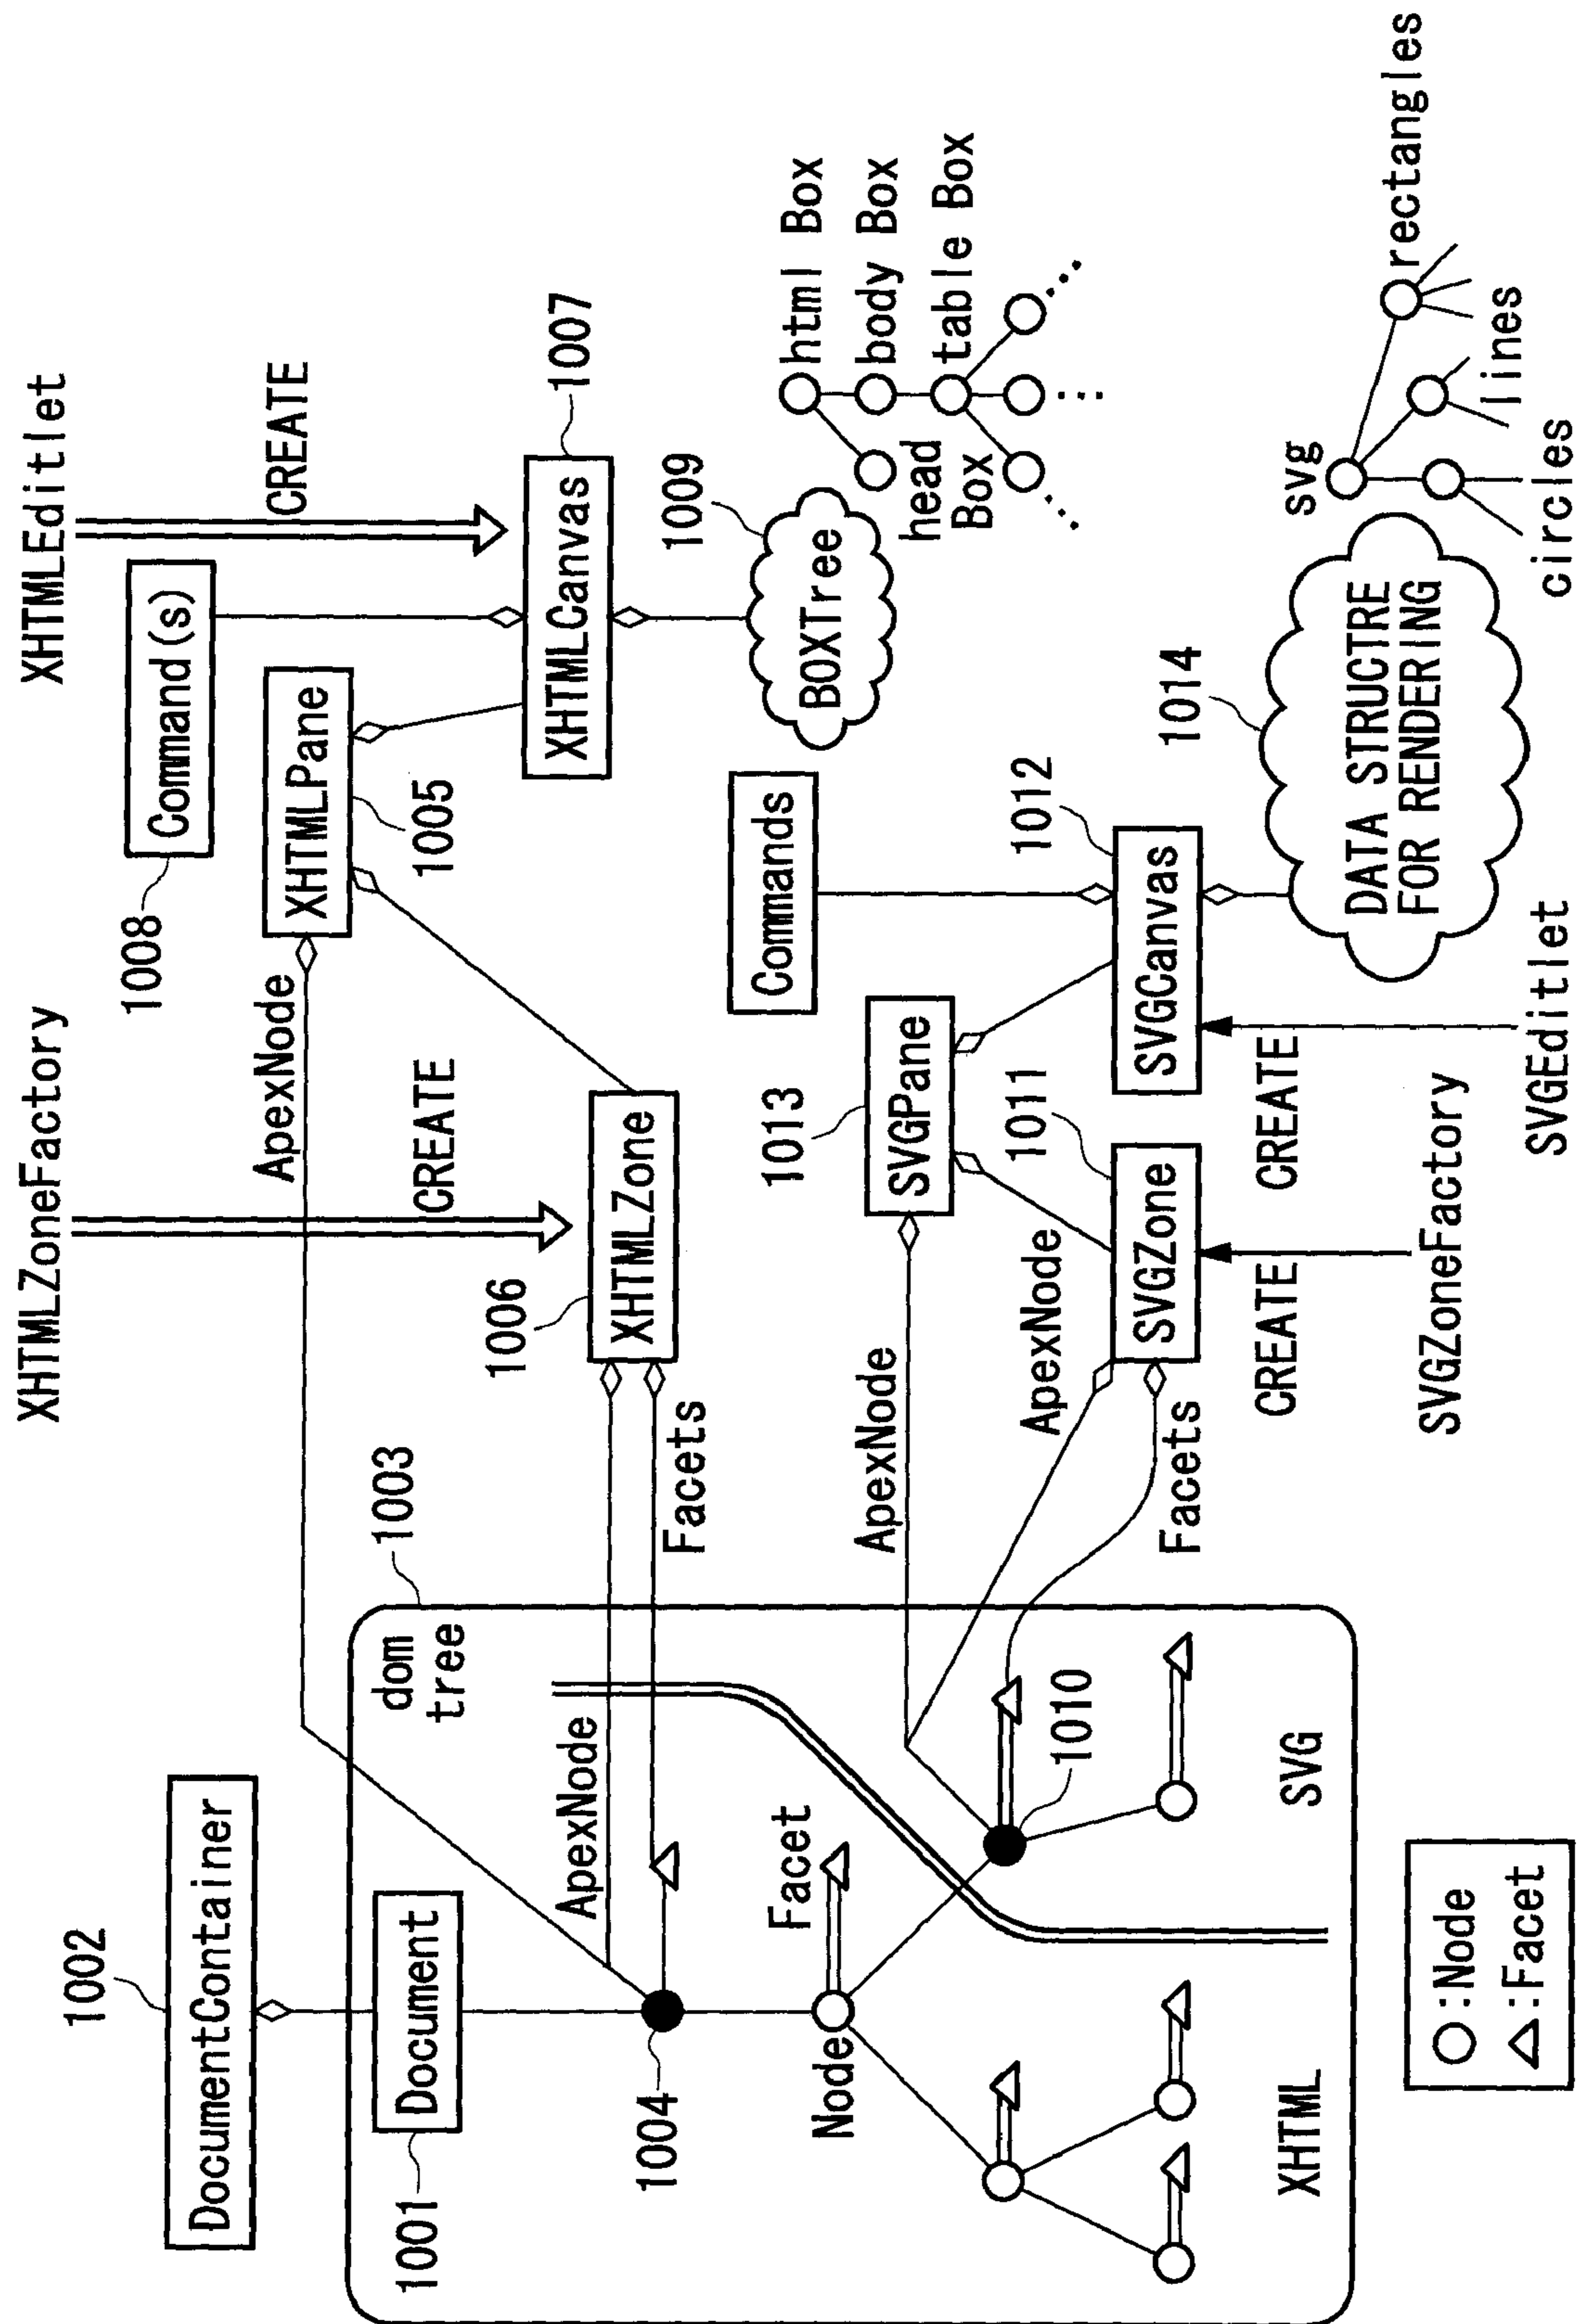 XHTMLZoneFactory
XHTMLEditlet
1002
DocumentContainer
1008
Command(s)
CREATE
ApexNode
XHTMLPane
1005
1003
dom
tree
1001
Document
CREATE
XHTMLCanvas
1007
ApexNode
1006
XHTMLZone
Facets
1004
BOXTree
1009
html Box
head
Box
body Box
table Box
Node
Facet
ApexNode
1013
SVGPane
Commands
1010
ApexNode
1011
SVGZone
Facets
1012
SVGCanvas
1014
XHTML
SVG
CREATE
CREATE
DATA STRUCTRE
FOR RENDERING
svg
circles
lines
rectangles
SVGZoneFactory
SVGEditlet
:Node
:Facet